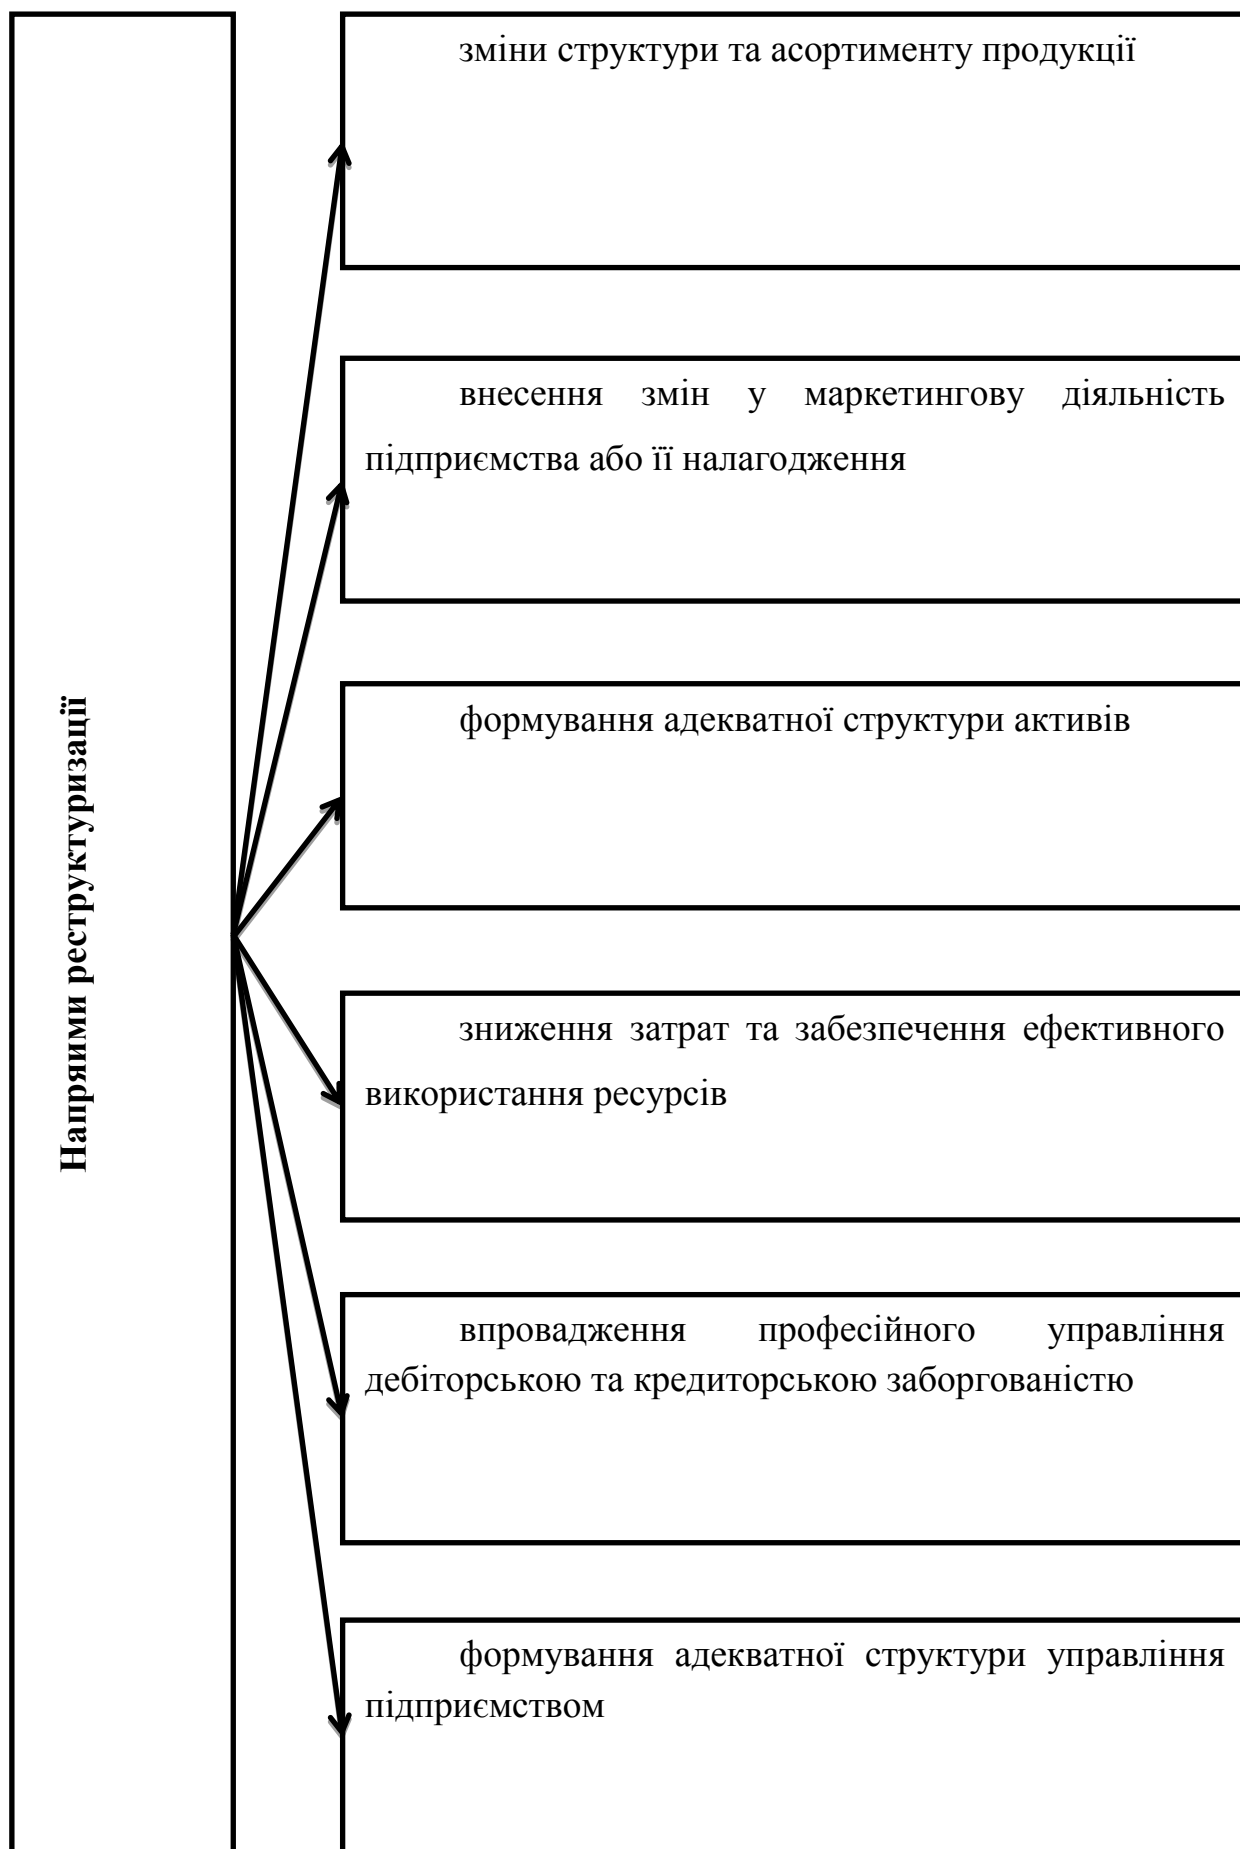 Напрями реструктуризації
зміни структури та асортименту продукції
внесення змін у маркетингову діяльність
підприємства або її налагодження
формування адекватної структури активів
зниження затрат та забезпечення ефективного
використання ресурсів
впровадження професійного управління
дебіторською та кредиторською заборгованістю
формування адекватної структури управління
підприємством